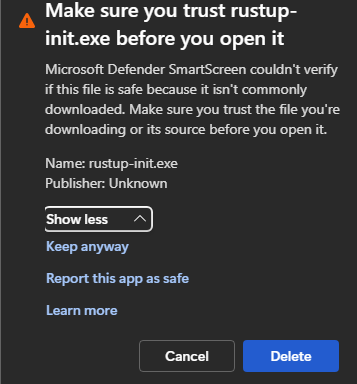 Make sure you trust rustup-
init.exe before you open it
Microsoft Defender SmartScreen couldn't verify
if this file is safe because it isn't commonly
downloaded. Make sure you trust the file you're
downloading or its source before you open it.
Name: rustup-init.exe
Publisher: Unknown
Show less
Keep anyway
Report this app as safe
Learn more
Cancel
Delete